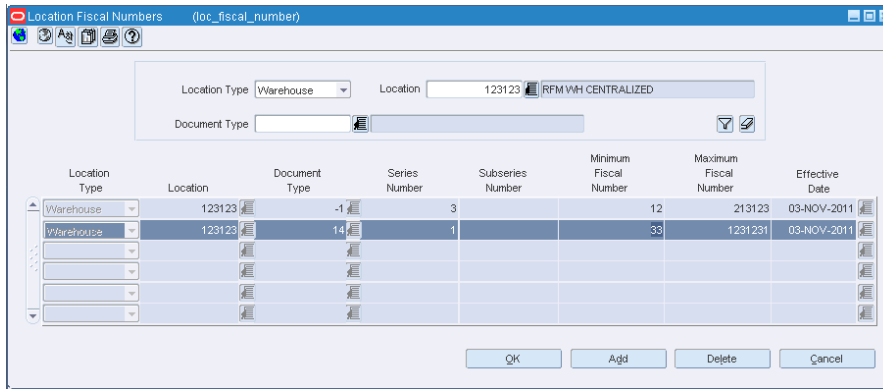 Location Fiscal Numbers (loc_fiscal_number)
Location Type Warehouse Location 123123 RFM WH CENTRALIZED
Document Type
Location Type Location Document Type Series Number Subseries Number Minimum Fiscal Number Maximum Fiscal Number Effective Date
Warehouse 123123 -1 3 12 213123 03-NOV-2011
Warehouse 123123 14 1 33 1231231 03-NOV-2011
OK Add Delete Cancel